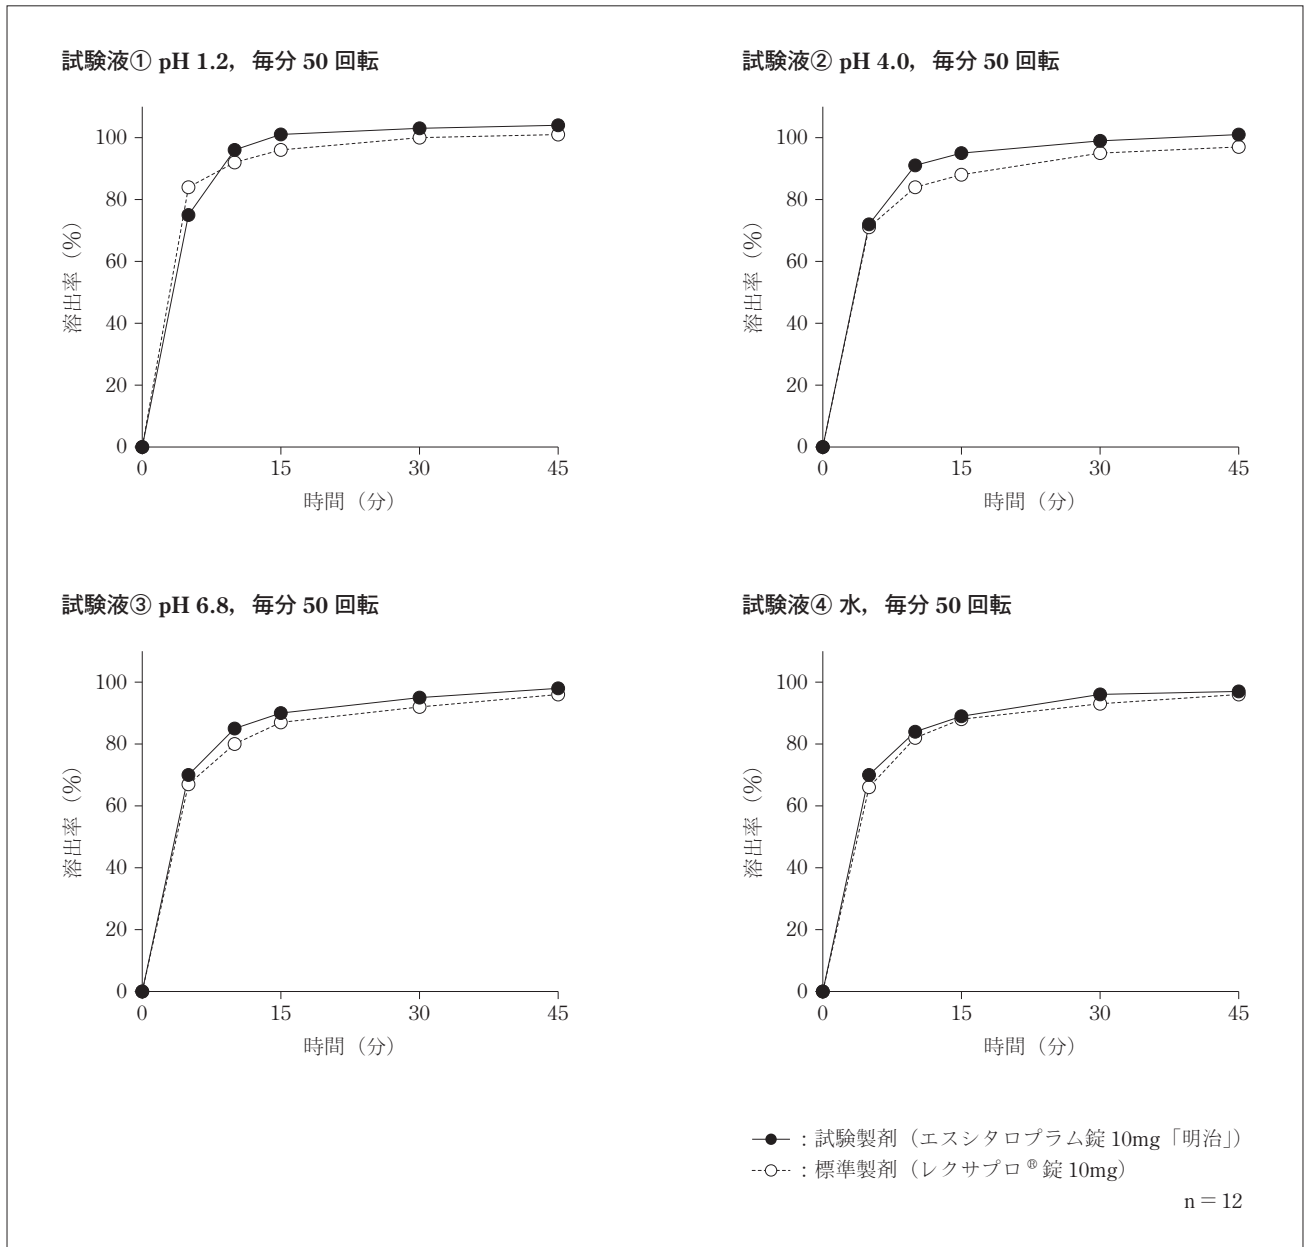 試験液① pH 1.2, 毎分 50 回転
100
80
60
40
20
0
溶出率（%）
0 15 30 45
時間（分）
試験液② pH 4.0, 毎分 50 回転
100
80
60
40
20
0
溶出率（%）
0 15 30 45
時間（分）
試験液③ pH 6.8, 毎分 50 回転
100
80
60
40
20
0
溶出率（%）
0 15 30 45
時間（分）
試験液④ 水, 毎分 50 回転
100
80
60
40
20
0
溶出率（%）
0 15 30 45
時間（分）
：試験製剤（エスシタロプラム錠 10mg「明治」）
：標準製剤（レクサプロ®錠 10mg）
n = 12